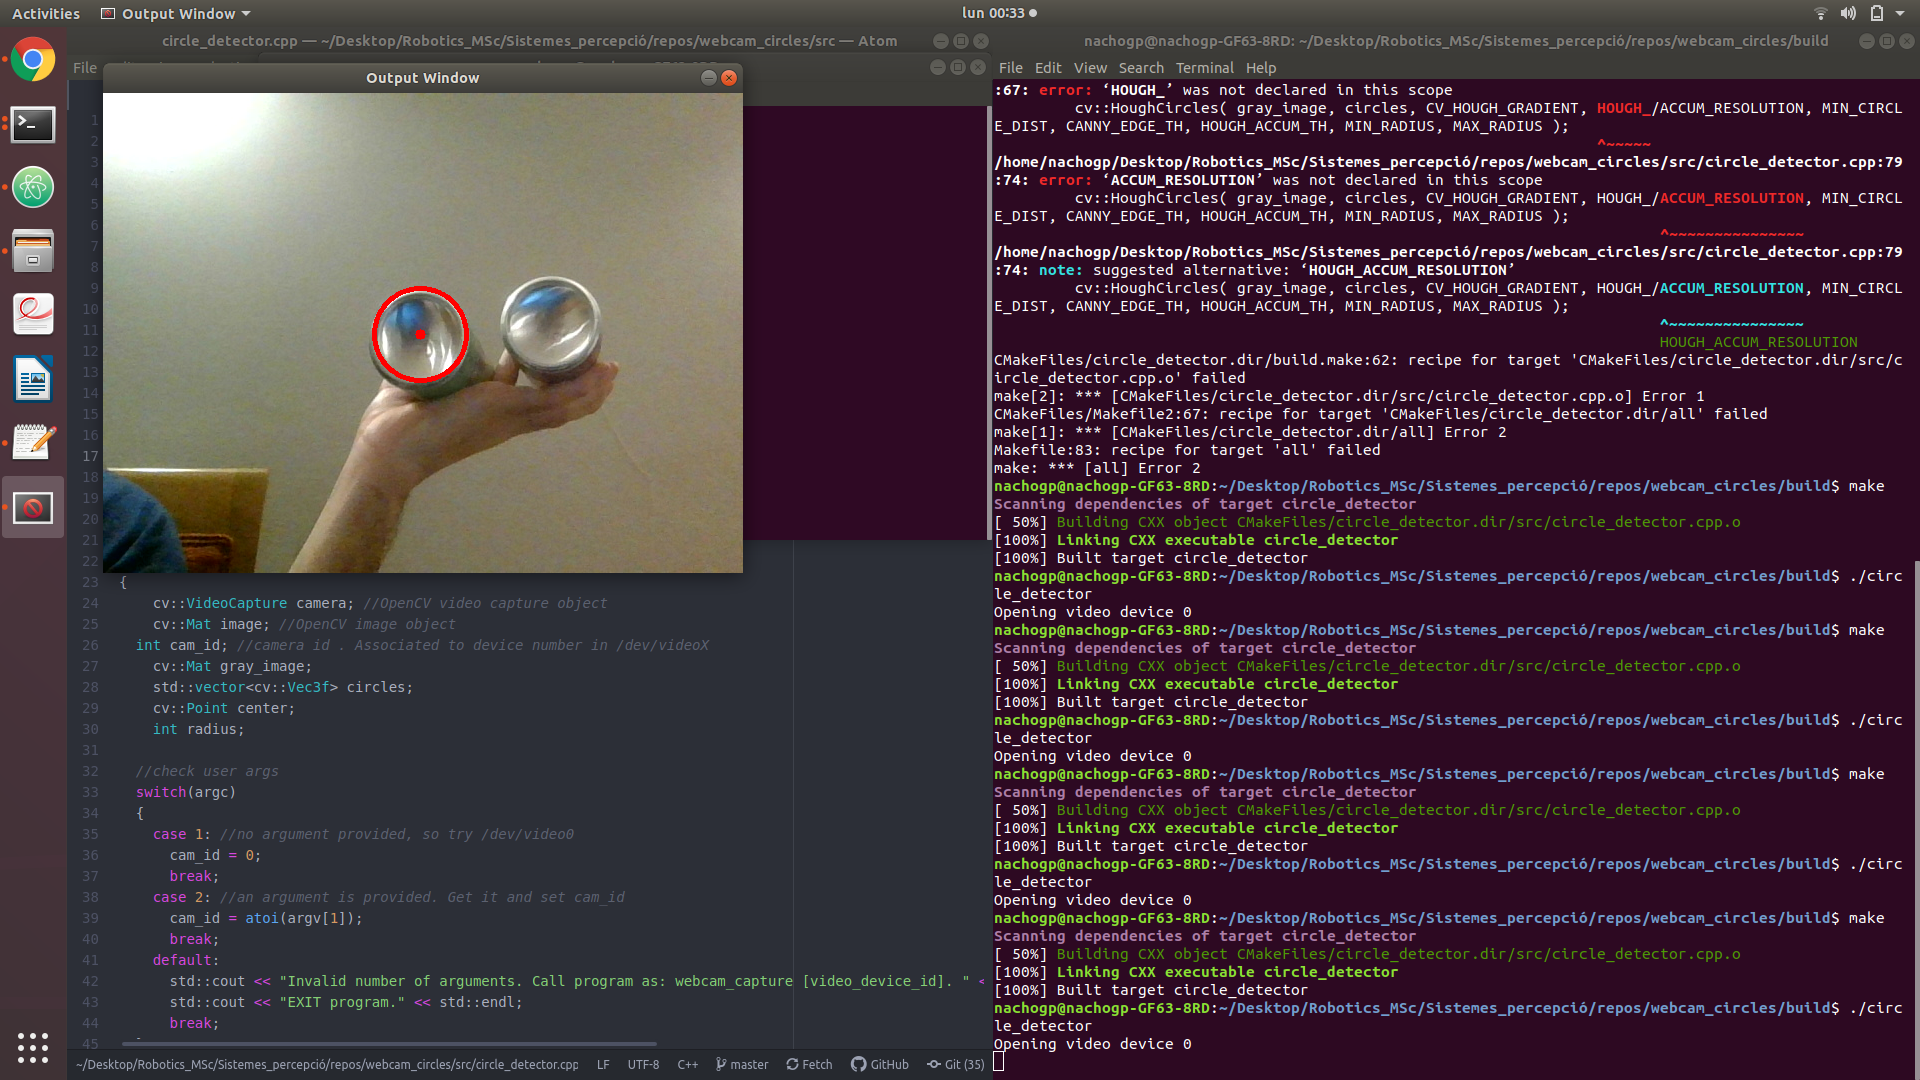 Activities
Output Window
lun 00:33
circle_detector.cpp — ~/Desktop/Robotics_MSc/Sistemes_percepció/repos/webcam_circles/src — Atom
File
Output Window
1
2
3
4
5
6
7
8
9
10
11
12
13
14
15
16
17
18
19
20
21
22
23 {
24 cv::VideoCapture camera; //OpenCV video capture object
25 cv::Mat image; //OpenCV image object
26 int cam_id; //camera id . Associated to device number in /dev/videoX
27 cv::Mat gray_image;
28 std::vector<cv::Vec3f> circles;
29 cv::Point center;
30 int radius;
31
32 //check user args
33 switch(argc)
34 {
35 case 1: //no argument provided, so try /dev/video0
36 cam_id = 0;
37 break;
38 case 2: //an argument is provided. Get it and set cam_id
39 cam_id = atoi(argv[1]);
40 break;
41 default:
42 std::cout << "Invalid number of arguments. Call program as: webcam_capture [video_device_id]. " <
43 std::cout << "EXIT program." << std::endl;
44 break;
45
~/Desktop/Robotics_MSc/Sistemes_percepció/repos/webcam_circles/src/circle_detector.cpp LF UTF-8 C++ master Fetch GitHub Git (35)
nachogp@nachogp-GF63-8RD: ~/Desktop/Robotics_MSc/Sistemes_percepció/repos/webcam_circles/build
File Edit View Search Terminal Help
:67: error: ‘HOUGH_’ was not declared in this scope
cv::HoughCircles( gray_image, circles, CV_HOUGH_GRADIENT, HOUGH_/ACCUM_RESOLUTION, MIN_CIRCL
E_DIST, CANNY_EDGE_TH, HOUGH_ACCUM_TH, MIN_RADIUS, MAX_RADIUS );
^~~~~~
/home/nachogp/Desktop/Robotics_MSc/Sistemes_percepció/repos/webcam_circles/src/circle_detector.cpp:79
:74: error: ‘ACCUM_RESOLUTION’ was not declared in this scope
cv::HoughCircles( gray_image, circles, CV_HOUGH_GRADIENT, HOUGH_/ACCUM_RESOLUTION, MIN_CIRCL
E_DIST, CANNY_EDGE_TH, HOUGH_ACCUM_TH, MIN_RADIUS, MAX_RADIUS );
^~~~~~~~~~~~~~~~
/home/nachogp/Desktop/Robotics_MSc/Sistemes_percepció/repos/webcam_circles/src/circle_detector.cpp:79
:74: note: suggested alternative: ‘HOUGH_ACCUM_RESOLUTION’
cv::HoughCircles( gray_image, circles, CV_HOUGH_GRADIENT, HOUGH_/ACCUM_RESOLUTION, MIN_CIRCL
E_DIST, CANNY_EDGE_TH, HOUGH_ACCUM_TH, MIN_RADIUS, MAX_RADIUS );
^~~~~~~~~~~~~~~~
HOUGH_ACCUM_RESOLUTION
CMakeFiles/circle_detector.dir/build.make:62: recipe for target 'CMakeFiles/circle_detector.dir/src/c
ircle_detector.cpp.o' failed
make[2]: *** [CMakeFiles/circle_detector.dir/src/circle_detector.cpp.o] Error 1
CMakeFiles/Makefile2:67: recipe for target 'CMakeFiles/circle_detector.dir/all' failed
make[1]: *** [CMakeFiles/circle_detector.dir/all] Error 2
Makefile:83: recipe for target 'all' failed
make: *** [all] Error 2
nachogp@nachogp-GF63-8RD:~/Desktop/Robotics_MSc/Sistemes_percepció/repos/webcam_circles/build$ make
Scanning dependencies of target circle_detector
[ 50%] Building CXX object CMakeFiles/circle_detector.dir/src/circle_detector.cpp.o
[100%] Linking CXX executable circle_detector
[100%] Built target circle_detector
nachogp@nachogp-GF63-8RD:~/Desktop/Robotics_MSc/Sistemes_percepció/repos/webcam_circles/build$ ./circ
le_detector
Opening video device 0
nachogp@nachogp-GF63-8RD:~/Desktop/Robotics_MSc/Sistemes_percepció/repos/webcam_circles/build$ make
Scanning dependencies of target circle_detector
[ 50%] Building CXX object CMakeFiles/circle_detector.dir/src/circle_detector.cpp.o
[100%] Linking CXX executable circle_detector
[100%] Built target circle_detector
nachogp@nachogp-GF63-8RD:~/Desktop/Robotics_MSc/Sistemes_percepció/repos/webcam_circles/build$ ./circ
le_detector
Opening video device 0
nachogp@nachogp-GF63-8RD:~/Desktop/Robotics_MSc/Sistemes_percepció/repos/webcam_circles/build$ make
Scanning dependencies of target circle_detector
[ 50%] Building CXX object CMakeFiles/circle_detector.dir/src/circle_detector.cpp.o
[100%] Linking CXX executable circle_detector
[100%] Built target circle_detector
nachogp@nachogp-GF63-8RD:~/Desktop/Robotics_MSc/Sistemes_percepció/repos/webcam_circles/build$ ./circ
le_detector
Opening video device 0
nachogp@nachogp-GF63-8RD:~/Desktop/Robotics_MSc/Sistemes_percepció/repos/webcam_circles/build$ make
Scanning dependencies of target circle_detector
[ 50%] Building CXX object CMakeFiles/circle_detector.dir/src/circle_detector.cpp.o
[100%] Linking CXX executable circle_detector
[100%] Built target circle_detector
nachogp@nachogp-GF63-8RD:~/Desktop/Robotics_MSc/Sistemes_percepció/repos/webcam_circles/build$ ./circ
le_detector
Opening video device 0